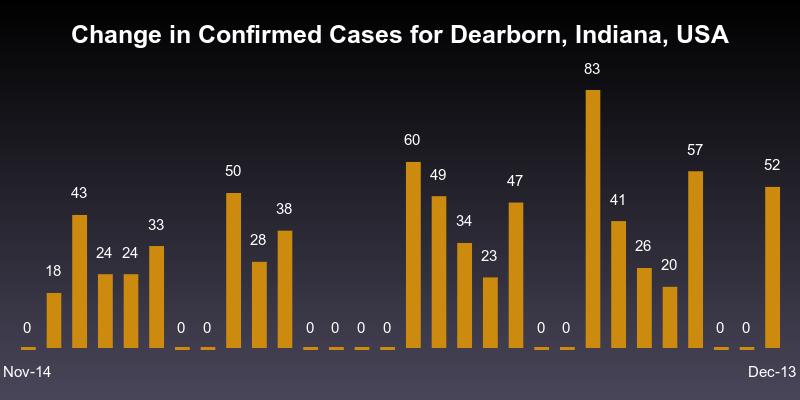 Change in Confirmed Cases for Dearborn, Indiana, USA
0 18 43 24 24 33 0 0 50 28 38 0 0 0 0 60 49 34 23 47 0 0 83 41 26 20 57 0 0 52
Nov-14 Dec-13